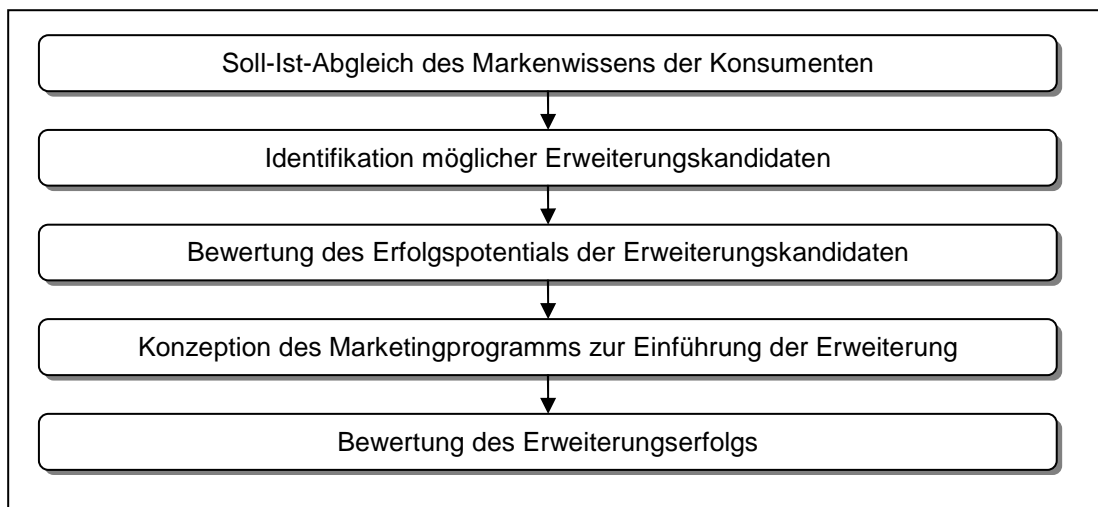 Soll-Ist-Abgleich des Markenwissens der Konsumenten
Identifikation möglicher Erweiterungskandidaten
Bewertung des Erfolgspotentials der Erweiterungskandidaten
Konzeption des Marketingprogramms zur Einführung der Erweiterung
Bewertung des Erweiterungserfolgs